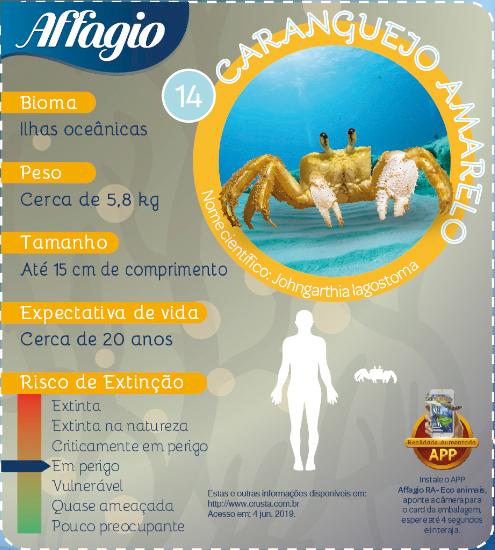 Affagio
CARANGUEJO AMARELO
14
Nome científico: Johngarthia lagostoma
Bioma
Ilhas oceânicas
Peso
Cerca de 5,8 kg
Tamanho
Até 15 cm de comprimento
Expectativa de vida
Cerca de 20 anos
Risco de Extinção
Extinta
Extinta na natureza
Criticamente em perigo
Em perigo
Vulnerável
Quase ameaçada
Pouco preocupante
Estas e outras informações disponíveis em:
http://www.crusta.com.br
Acesso em: 4 jun. 2019.
Realidade Aumentada
APP
Instale o APP
Affagio RA- Eco animais,
aponte a câmera para
o card da embalagem,
espere até 4 segundos
e interaja.